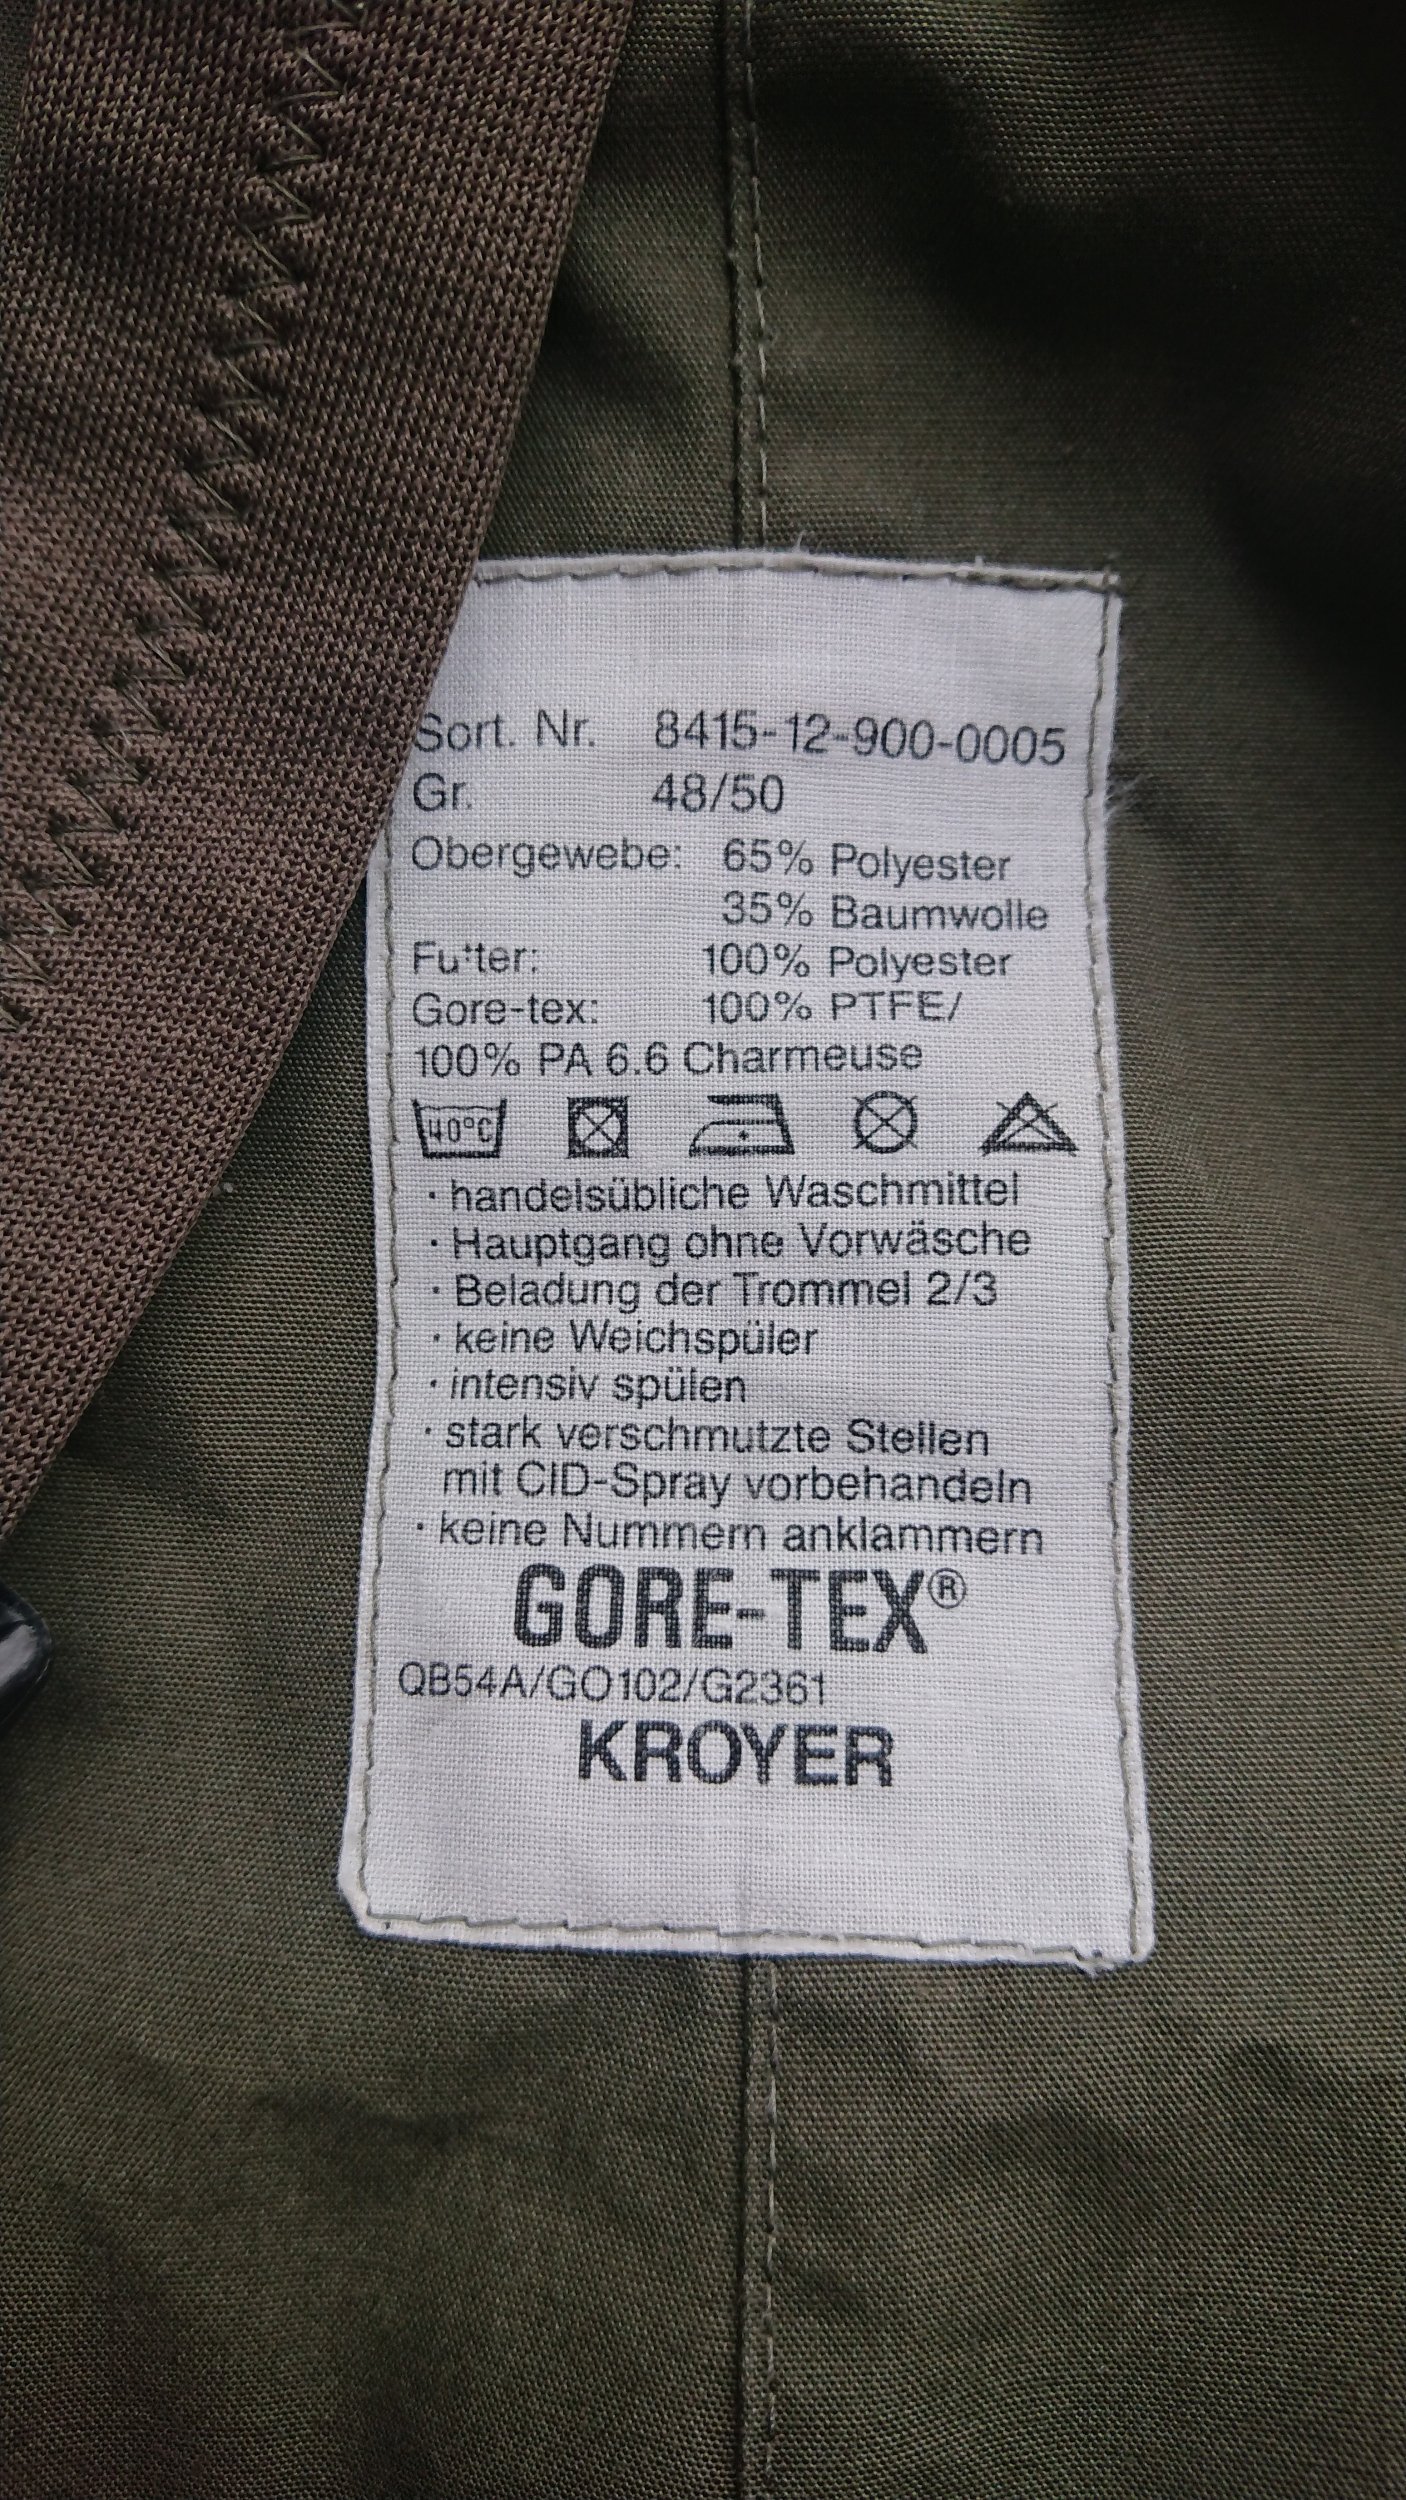 Sort. Nr. 8415-12-900-0005
Gr. 48/50
Obergewebe: 65% Polyester
35% Baumwolle
Futter: 100% Polyester
Gore-tex: 100% PTFE/
100% PA 6.6 Charmeuse
40°C
· handelsübliche Waschmittel
· Hauptgang ohne Vorwäsche
· Beladung der Trommel 2/3
· keine Weichspüler
· intensiv spülen
· stark verschmutzte Stellen
mit CID-Spray vorbehandeln
· keine Nummern anklammern
GORE-TEX®
QB54A/GO102/G2361
KROYER